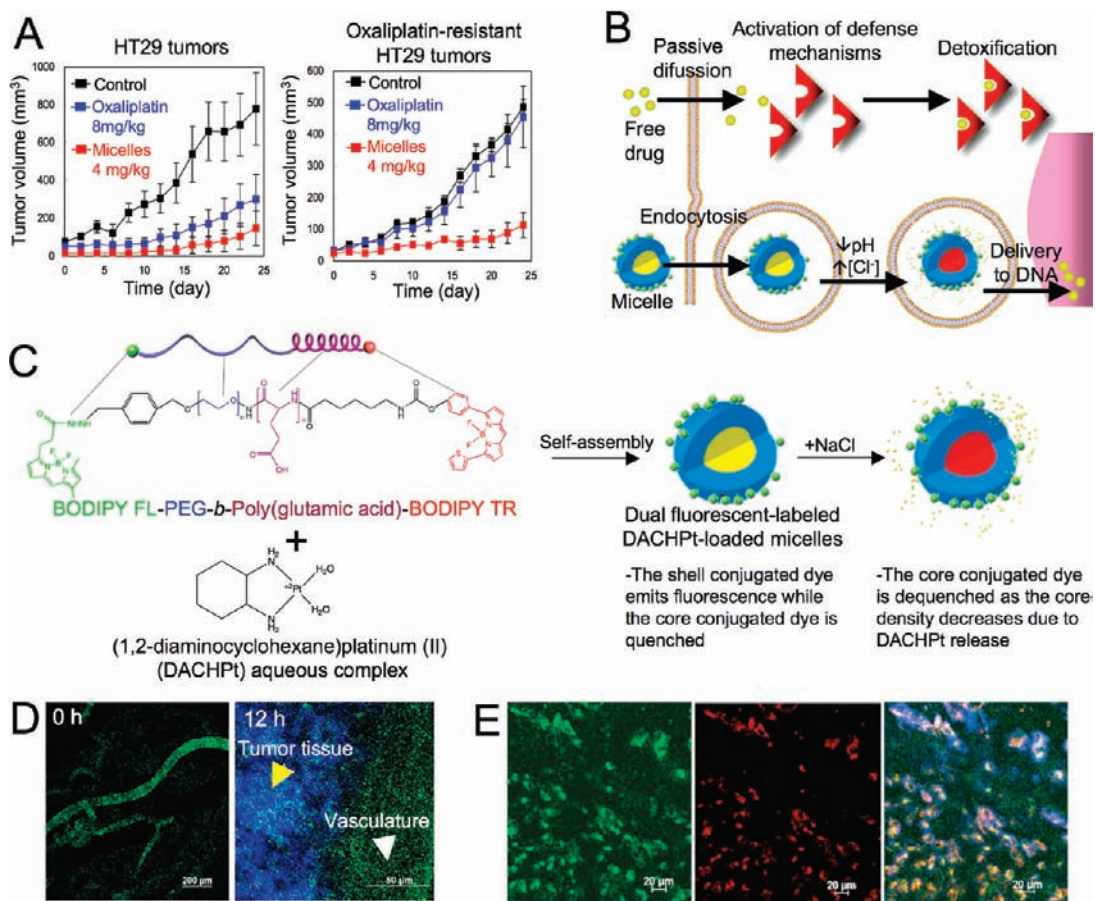 A
HT29 tumors
Tumor volume (mm³)
1000
800
600
400
200
0
Control
Oxaliplatin
8mg/kg
Micelles
4 mg/kg
0 5 10 15 20 25
Time (day)
Oxaliplatin-resistant
HT29 tumors
Tumor volume (mm³)
600
500
400
300
200
100
0
Control
Oxaliplatin
8mg/kg
Micelles
4 mg/kg
0 5 10 15 20 25
Time (day)
B
Passive
difussion
Activation of defense
mechanisms
Detoxification
Free
drug
Endocytosis
Micelle
↓pH
↑[Cl⁻]
Delivery
to DNA
C
BODIPY FL-PEG-b-Poly(glutamic acid)-BODIPY TR
+
NH₂
H₂O
+2Pt
H₂O
NH₂
(1,2-diaminocyclohexane)platinum (II)
(DACHPt) aqueous complex
Self-assembly
+NaCl
Dual fluorescent-labeled
DACHPt-loaded micelles
-The shell conjugated dye
emits fluorescence while
the core conjugated dye is
quenched
-The core conjugated dye
is dequenched as the core-
density decreases due to
DACHPt release
D
0 h
200 µm
12 h
Tumor tissue
Vasculature
50 µm
E
20 µm
20 µm
20 µm